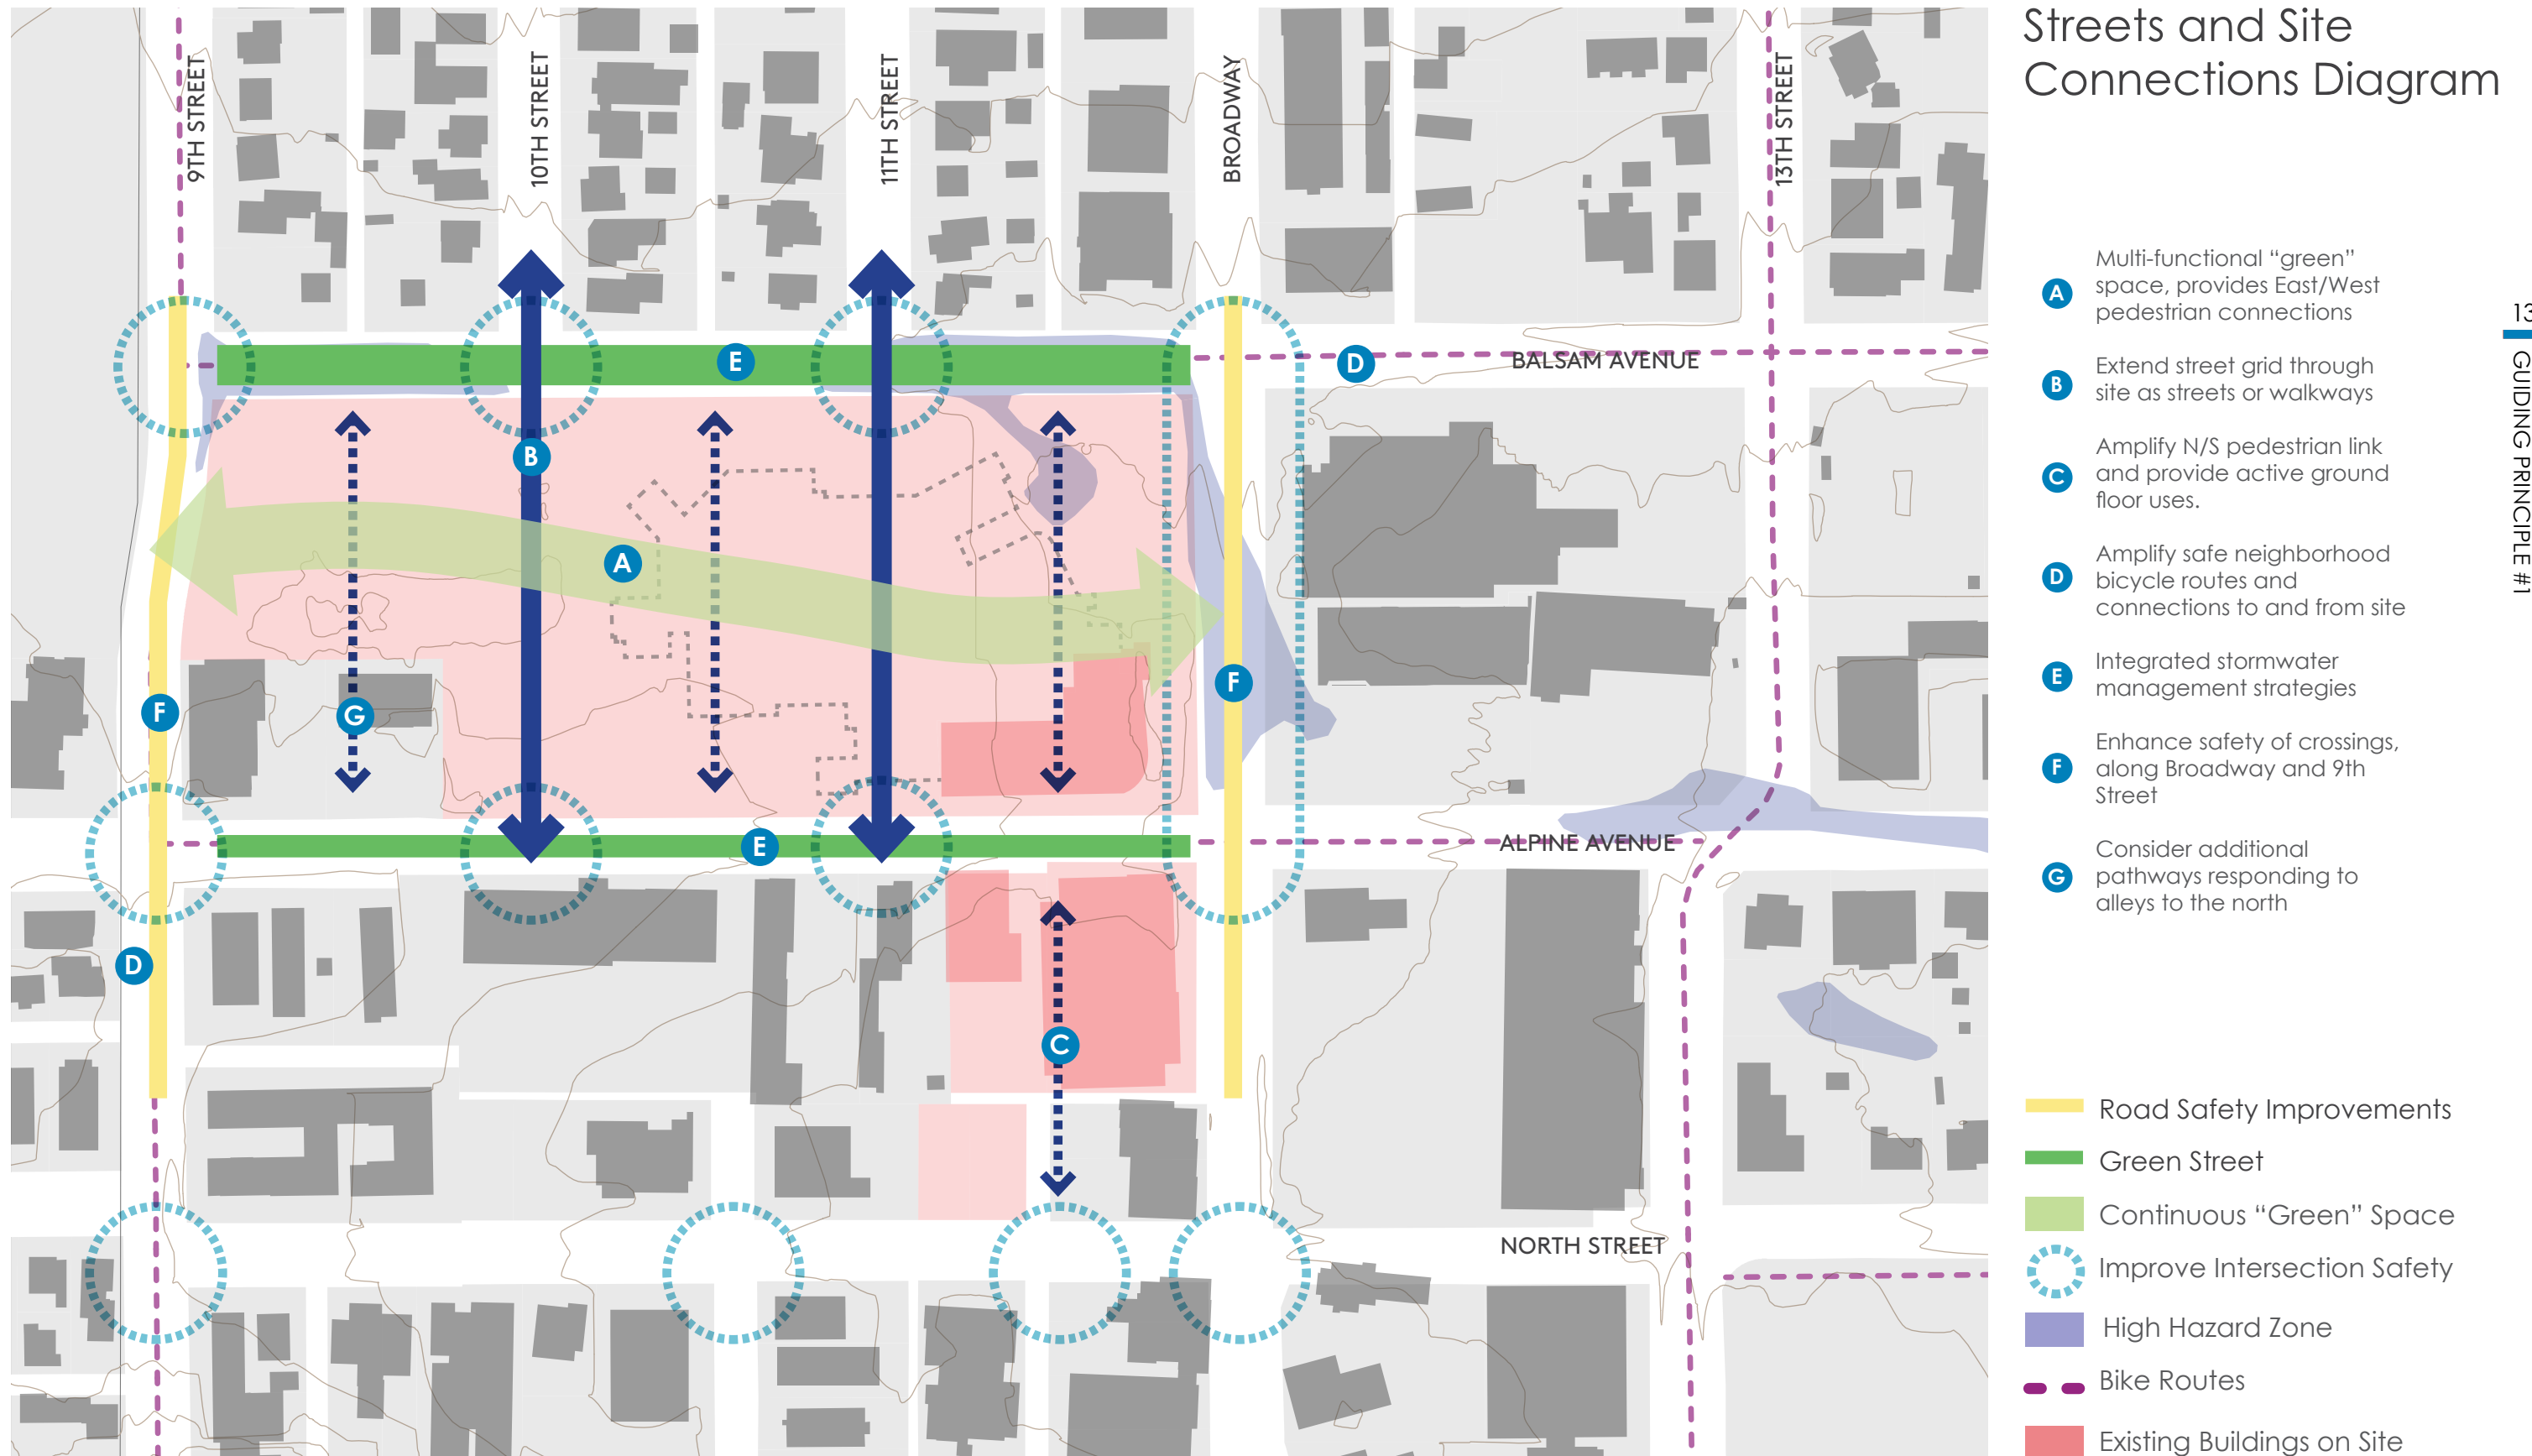 Streets and Site
Connections Diagram
9TH STREET
10TH STREET
11TH STREET
BROADWAY
13TH STREET
E
D
BALSAM AVENUE
B
A
F
F
G
E
ALPINE AVENUE
D
C
NORTH STREET
A
Multi-functional “green”
space, provides East/West
pedestrian connections
B
Extend street grid through
site as streets or walkways
C
Amplify N/S pedestrian link
and provide active ground
floor uses.
D
Amplify safe neighborhood
bicycle routes and
connections to and from site
E
Integrated stormwater
management strategies
F
Enhance safety of crossings,
along Broadway and 9th
Street
G
Consider additional
pathways responding to
alleys to the north
Road Safety Improvements
Green Street
Continuous “Green” Space
Improve Intersection Safety
High Hazard Zone
Bike Routes
Existing Buildings on Site
13
GUIDING PRINCIPLE #1